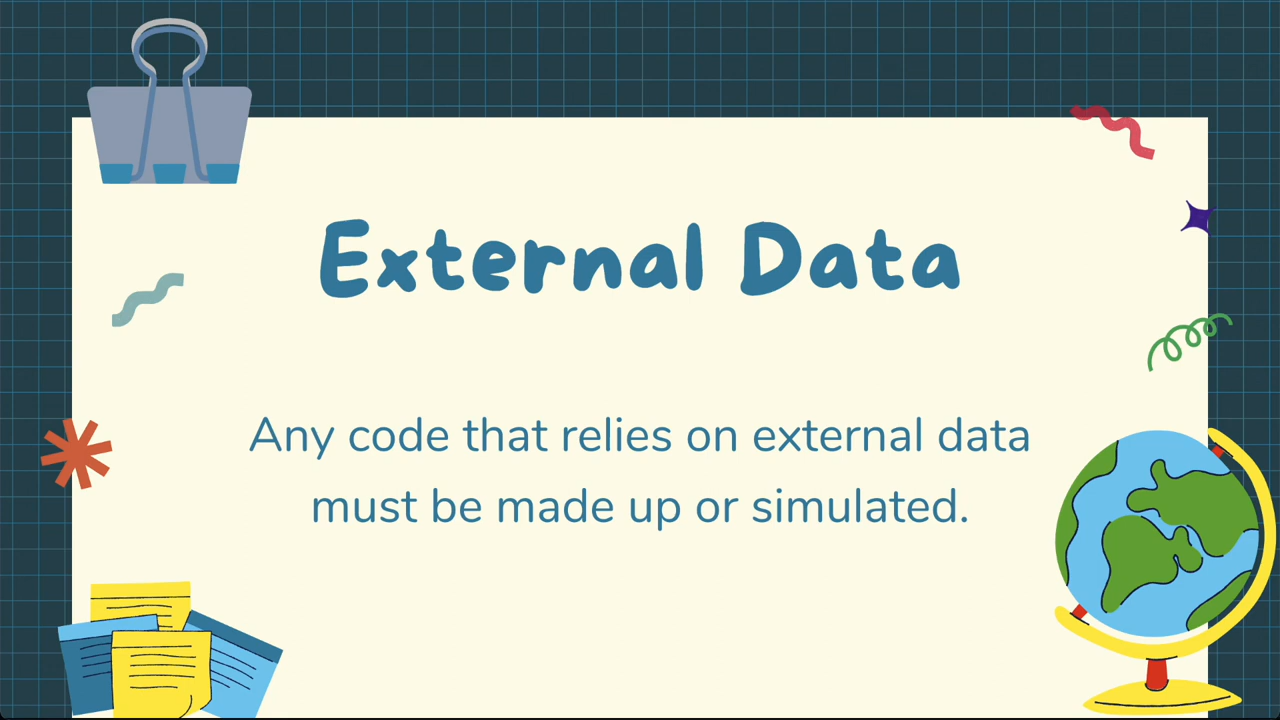 External Data
Any code that relies on external data
must be made up or simulated.